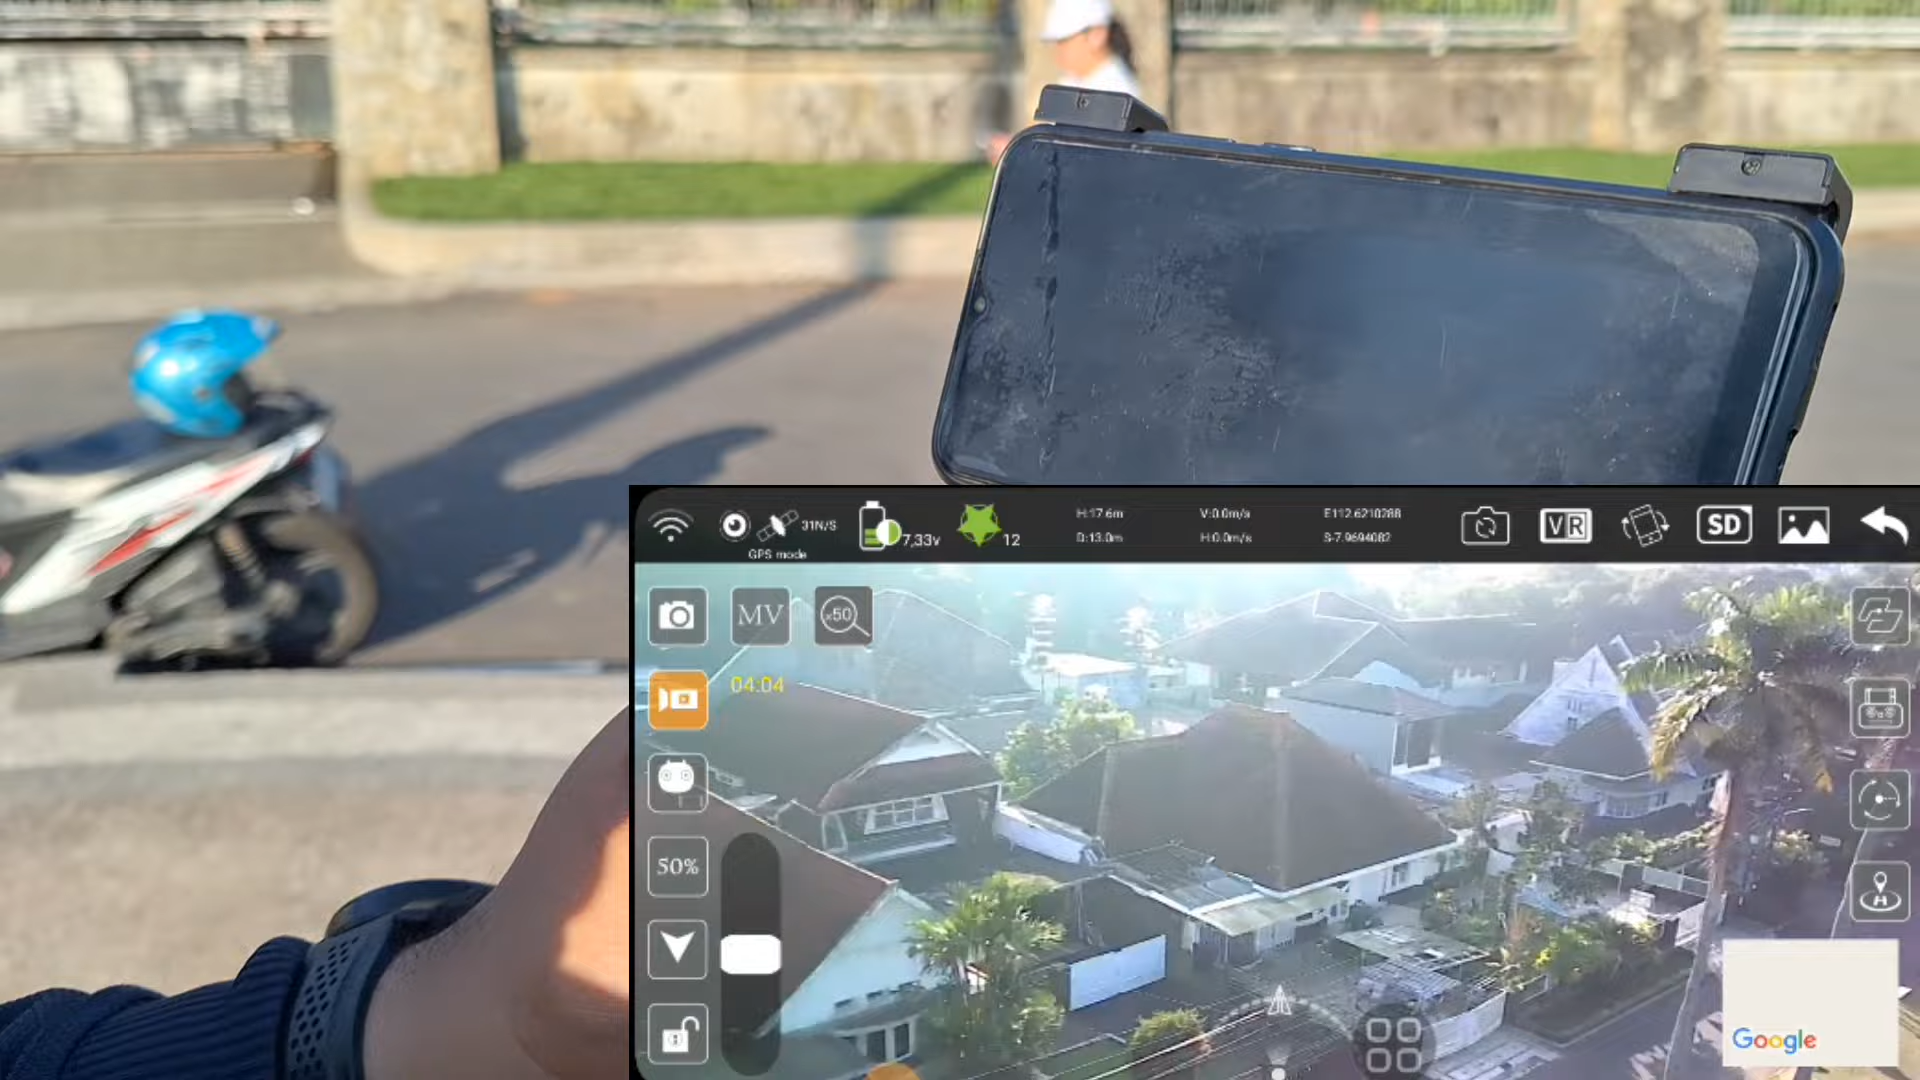 31N/S
GPS mode
7,33v
12
H:17.6m
D:13.0m
V:0.0m/s
H:0.0m/s
E112.6210288
S-7.9694082
VR
SD
MV
x50
04:04
50%
H
Google